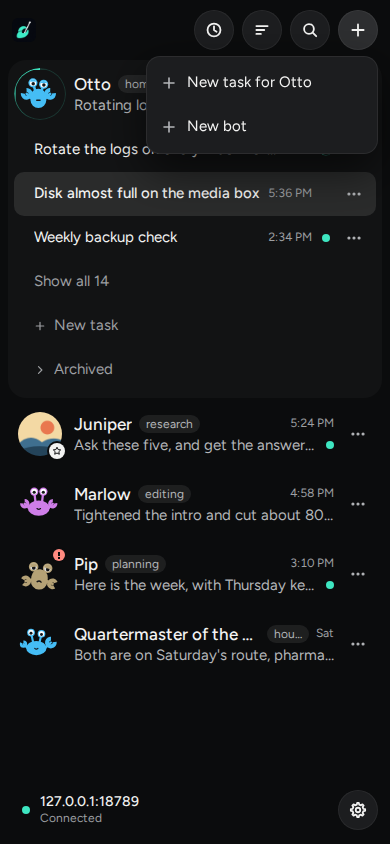 New task for Otto
New bot
Otto
Rotating
Rotate the logs
Disk almost full on the media box 5:36 PM
Weekly backup check 2:34 PM
Show all 14
New task
Archived
Juniper research 5:24 PM
Ask these five, and get the answer...
Marlow editing 4:58 PM
Tightened the intro and cut about 80...
Pip planning 3:10 PM
Here is the week, with Thursday ke...
Quartermaster of the ... hou... Sat
Both are on Saturday's route, pharma...
127.0.0.1:18789
Connected